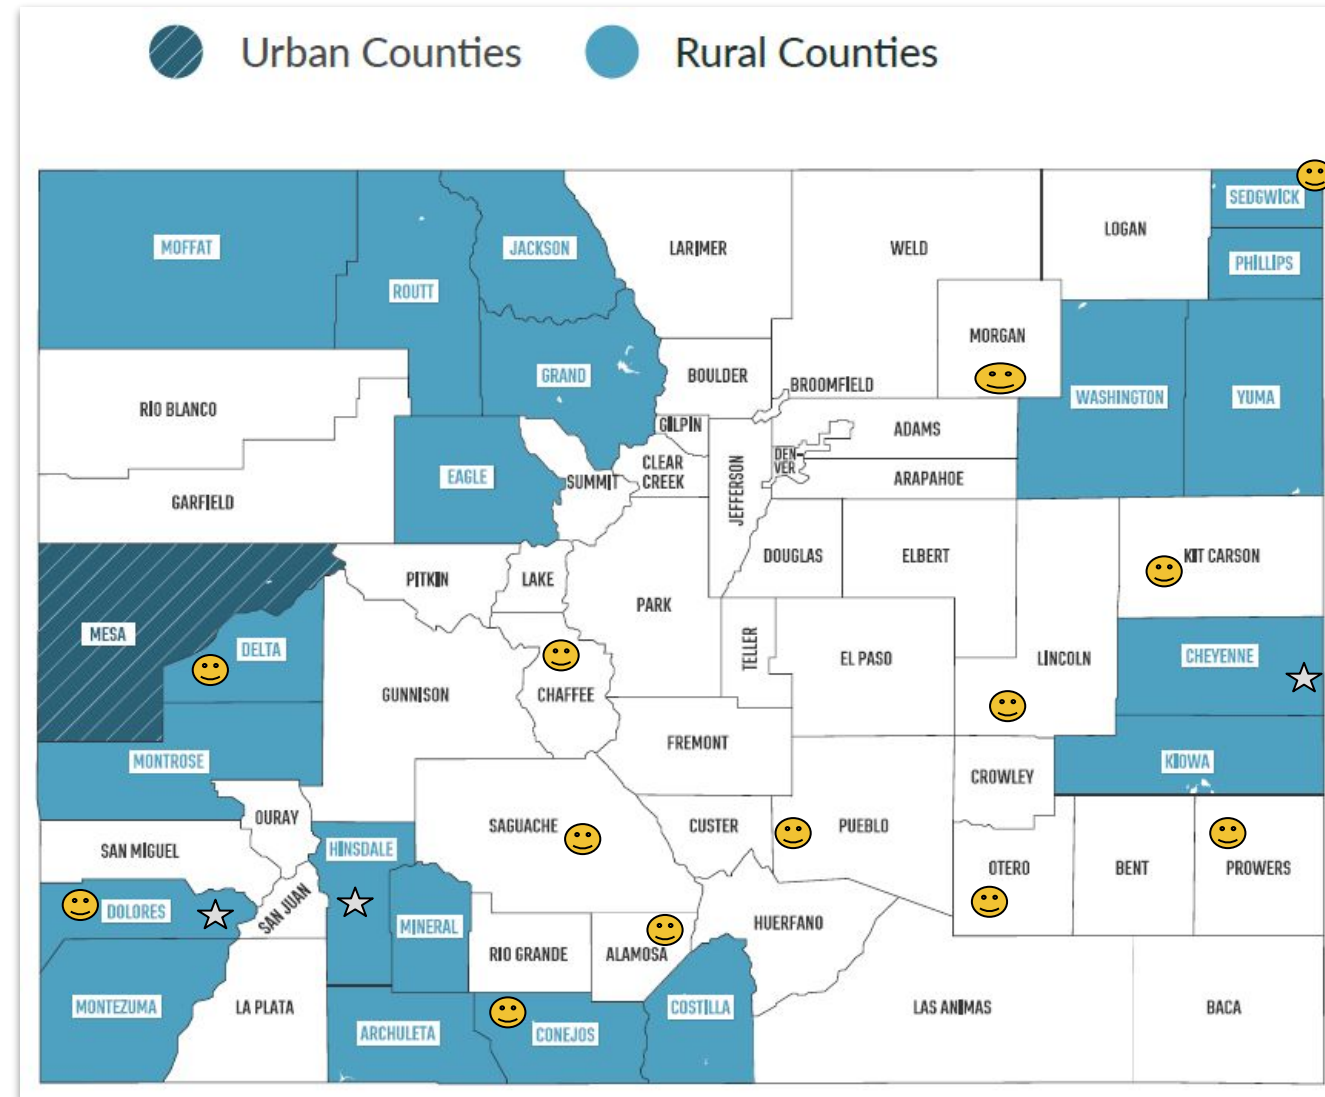 Urban Counties
Rural Counties
SEDGWICK
LOGAN
MOFFAT
JACKSON
LARIMER
WELD
PHILLIPS
ROUTT
MORGAN
GRAND
BOULDER
BROOMFIELD
WASHINGTON
YUMA
RIO BLANCO
GILPIN
ADAMS
EAGLE
SUMMIT
CLEAR
CREEK
JEFFERSON
DEN-
VER
ARAPAHOE
GARFIELD
DOUGLAS
ELBERT
KIT CARSON
PITKIN
LAKE
PARK
MESA
DELTA
TELLER
EL PASO
LINCOLN
CHEYENNE
GUNNISON
CHAFFEE
FREMONT
MONTROSE
CROWLEY
KIOWA
OURAY
SAGUACHE
CUSTER
PUEBLO
SAN MIGUEL
HINSDALE
OTERO
BENT
PROWERS
DOLORES
SAN JUAN
MINERAL
HUERFANO
RIO GRANDE
ALAMOSA
MONTEZUMA
LA PLATA
COSTILLA
LAS ANIMAS
BACA
ARCHULETA
CONEJOS